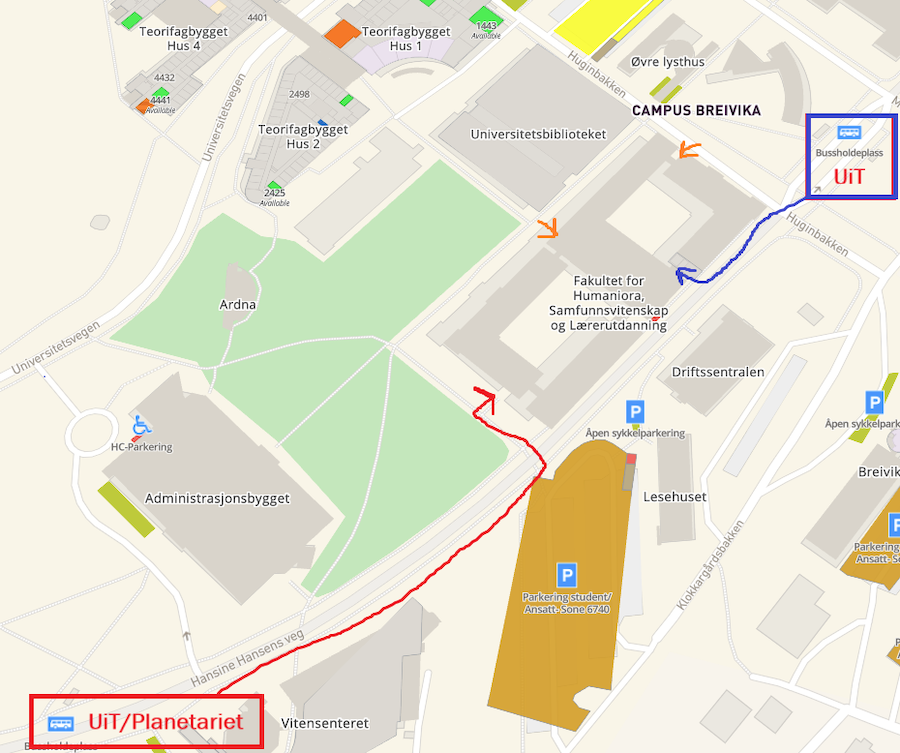 4401
Teorifagbygget
Hus 4
Teorifagbygget
Hus 1
1443
Available
Øvre lysthus
Huginbakken
CAMPUS BREIVIKA
4432
4441
Available
2498
Universitetsvegen
Teorifagbygget
Hus 2
Universitetsbiblioteket
Bussholdeplass
UiT
2425
Available
Huginbakken
Ardna
Fakultet for
Humaniora,
Samfunnsvitenskap
og Lærerutdanning
Universitetsvegen
Driftssentralen
P
Åpen sykkelparkering
P
Åpen sykkelpark
HC-Parkering
Administrasjonsbygget
Lesehuset
Breivik
P
Parkering
Ansatt- S
P
Parkering student/
Ansatt- Sone 6740
Klokkargårdsbakken
Hansine Hansens veg
UiT/Planetariet
Vitensenteret
Bussholdeplass